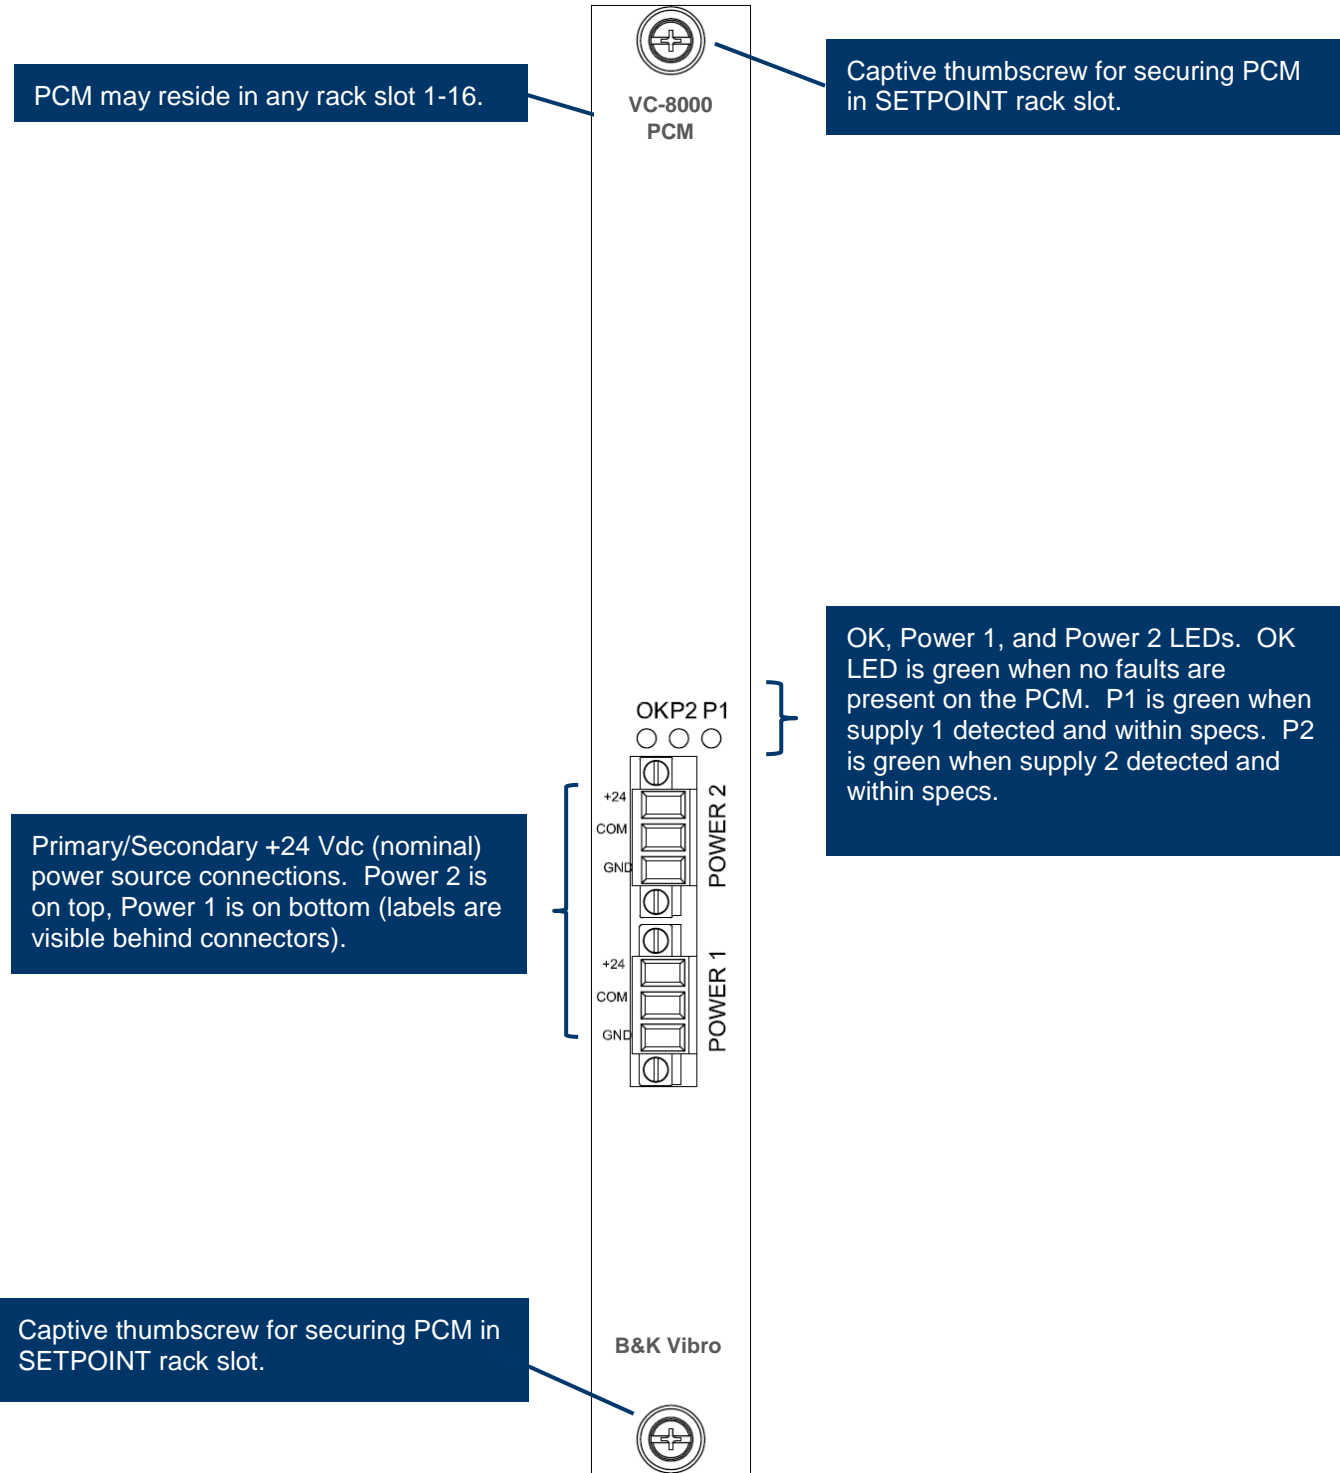 PCM may reside in any rack slot 1-16.
VC-8000
PCM
Captive thumbscrew for securing PCM
in SETPOINT rack slot.
OK P2 P1
OK, Power 1, and Power 2 LEDs.  OK
LED is green when no faults are
present on the PCM.  P1 is green when
supply 1 detected and within specs.  P2
is green when supply 2 detected and
within specs.
Primary/Secondary +24 Vdc (nominal)
power source connections.  Power 2 is
on top, Power 1 is on bottom (labels are
visible behind connectors).
+24
COM
GND
POWER 2
+24
COM
GND
POWER 1
Captive thumbscrew for securing PCM in
SETPOINT rack slot.
B&K Vibro